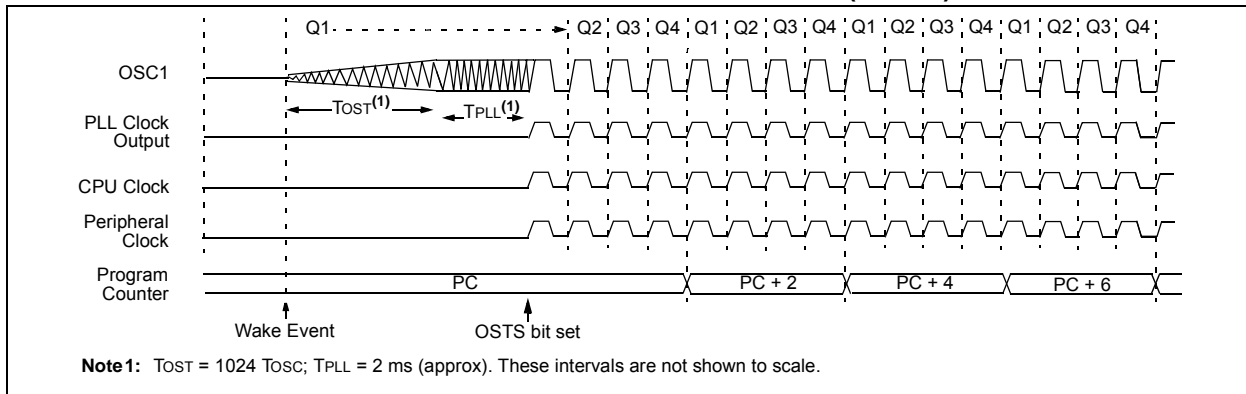 Q1 Q2 Q3 Q4 Q1 Q2 Q3 Q4 Q1 Q2 Q3 Q4 Q1 Q2 Q3 Q4
OSC1
TOST(1) TPLL(1)
PLL Clock
Output
CPU Clock
Peripheral
Clock
Program
Counter
PC PC + 2 PC + 4 PC + 6
Wake Event OSTS bit set
Note1: TOST = 1024 TOSC; TPLL = 2 ms (approx). These intervals are not shown to scale.